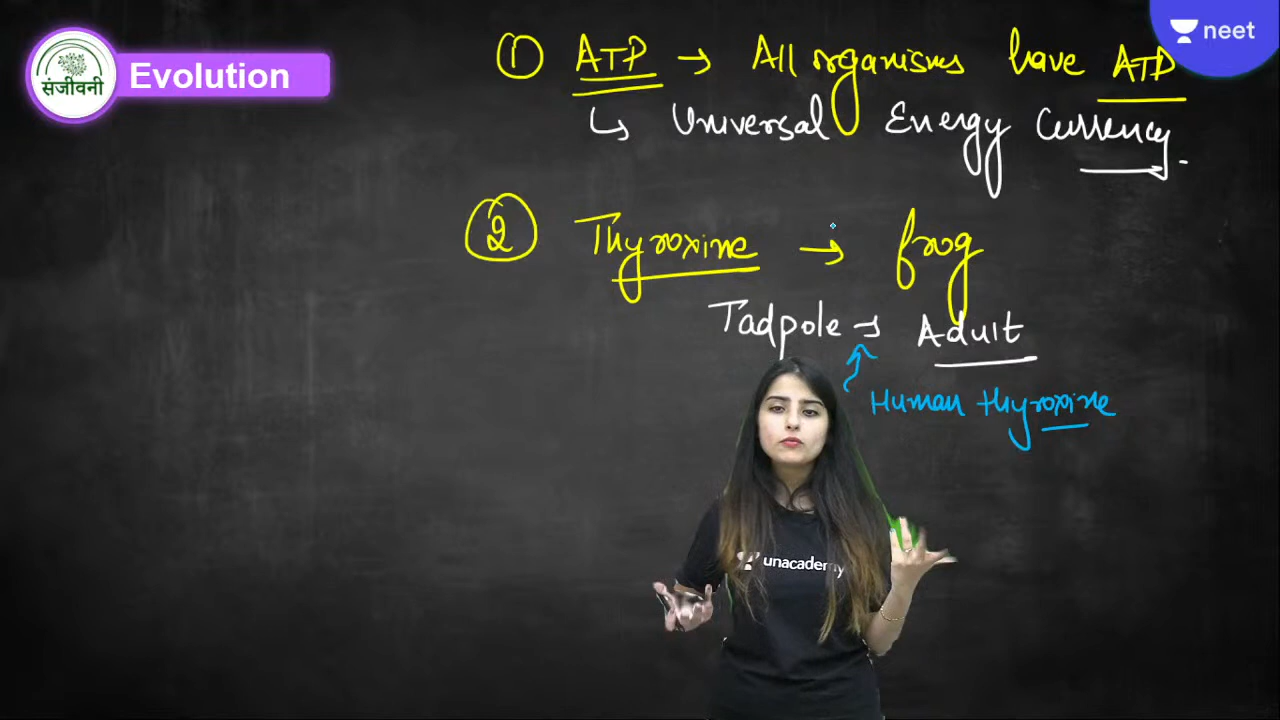 संजीवनी
Evolution
neet
① ATP → All organisms have ATP
↳ Universal Energy Currency.
② Thyroxine → frog
Tadpole → Adult
Human thyroxine
unacademy